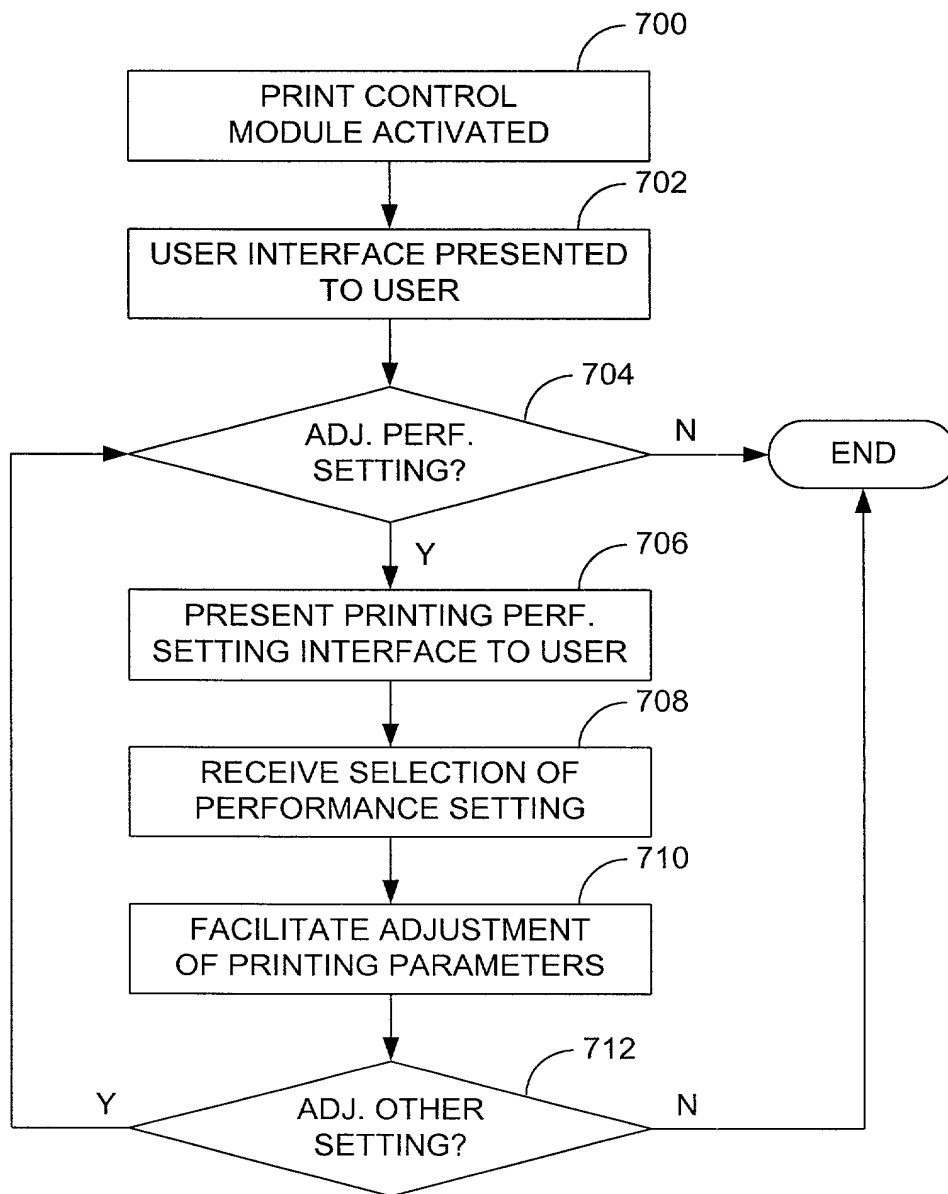 700
PRINT CONTROL
MODULE ACTIVATED
702
USER INTERFACE PRESENTED
TO USER
704
ADJ. PERF.
SETTING?
N
END
Y
706
PRESENT PRINTING PERF.
SETTING INTERFACE TO USER
708
RECEIVE SELECTION OF
PERFORMANCE SETTING
710
FACILITATE ADJUSTMENT
OF PRINTING PARAMETERS
712
Y
ADJ. OTHER
SETTING?
N